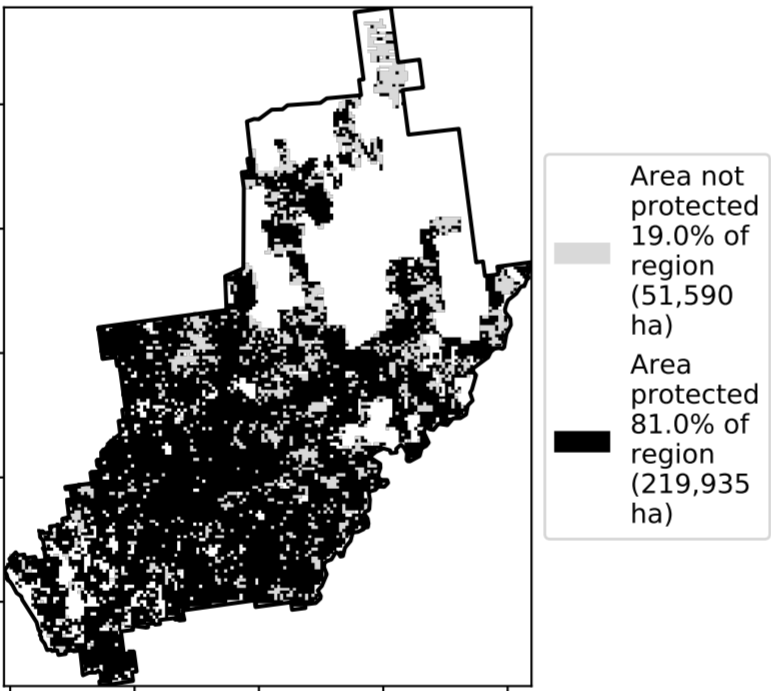 Area not
protected
19.0% of
region
(51,590
ha)
Area
protected
81.0% of
region
(219,935
ha)